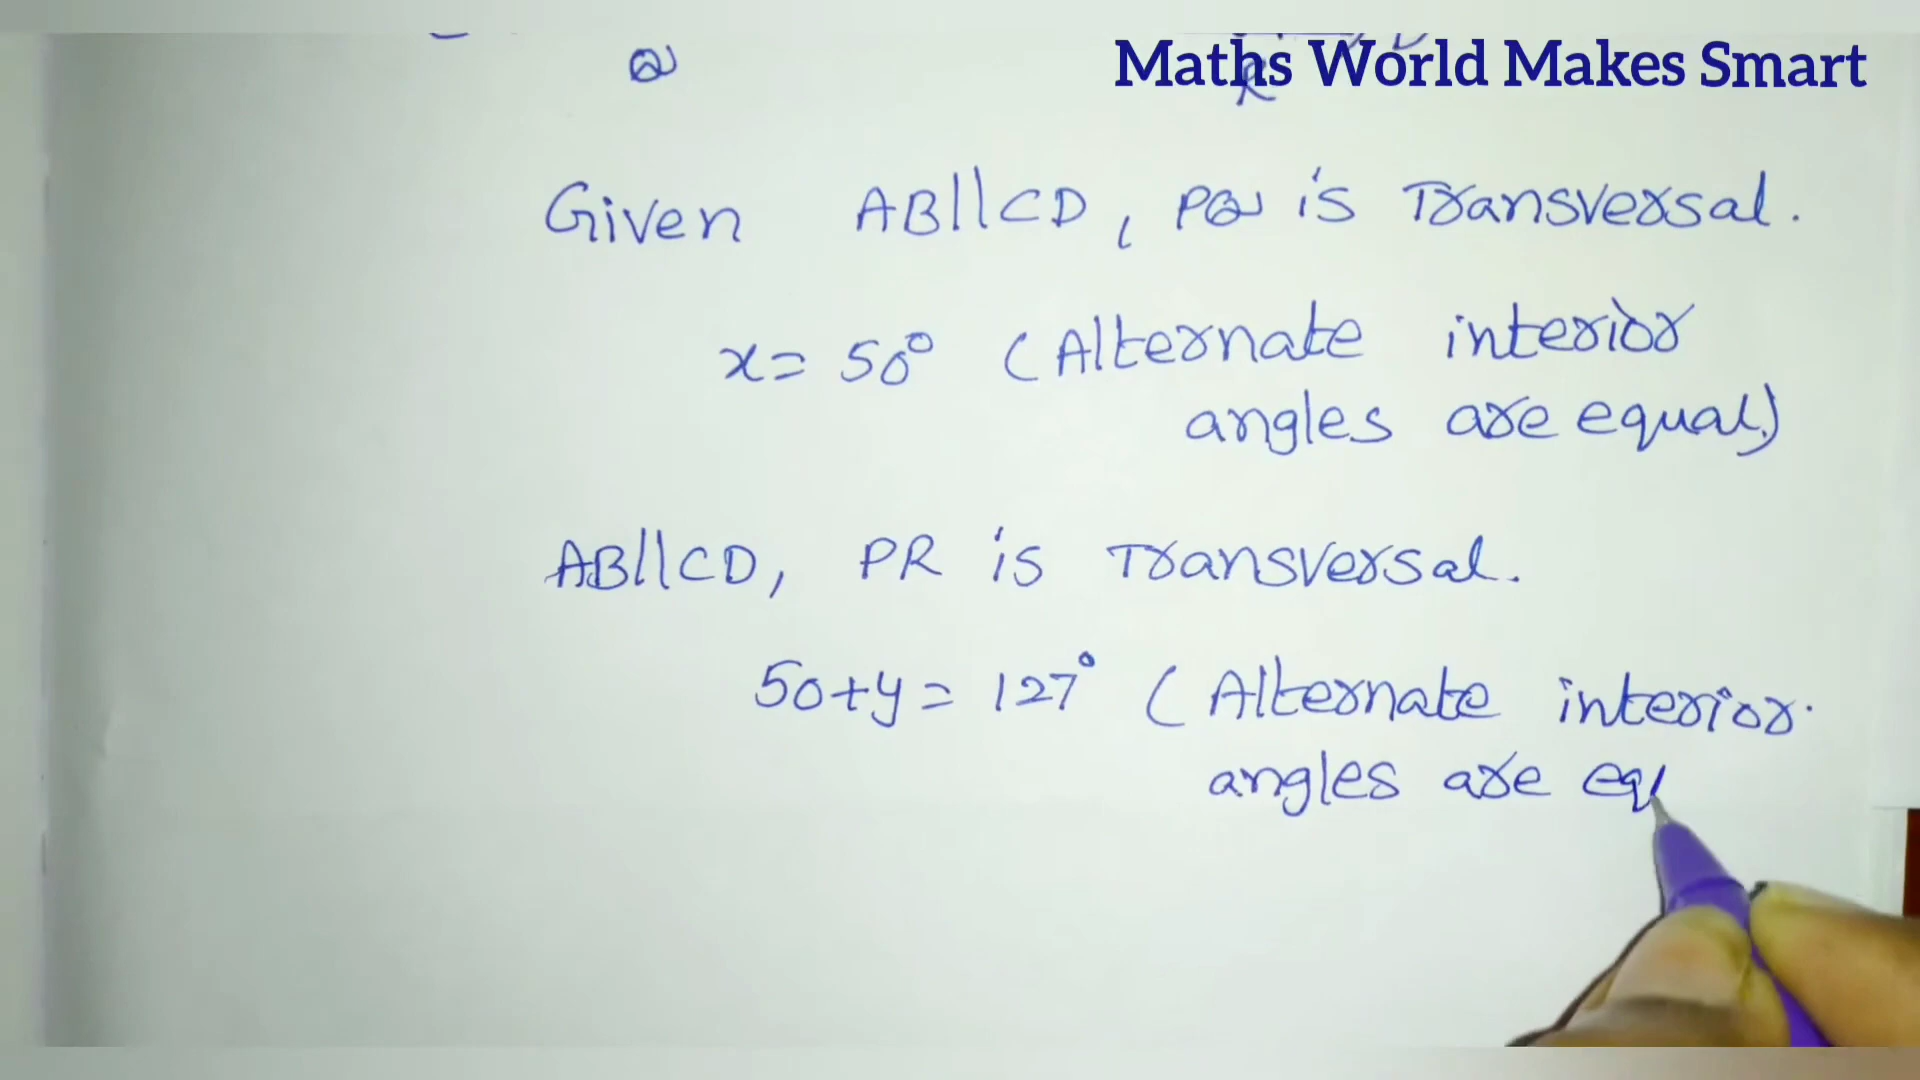 Maths World Makes Smart
Q
R
Given AB||CD, PQ is Transversal.
x = 50° (Alternate interior
angles are equal.)
AB||CD, PR is Transversal.
50+y = 127° (Alternate interior.
angles are equ